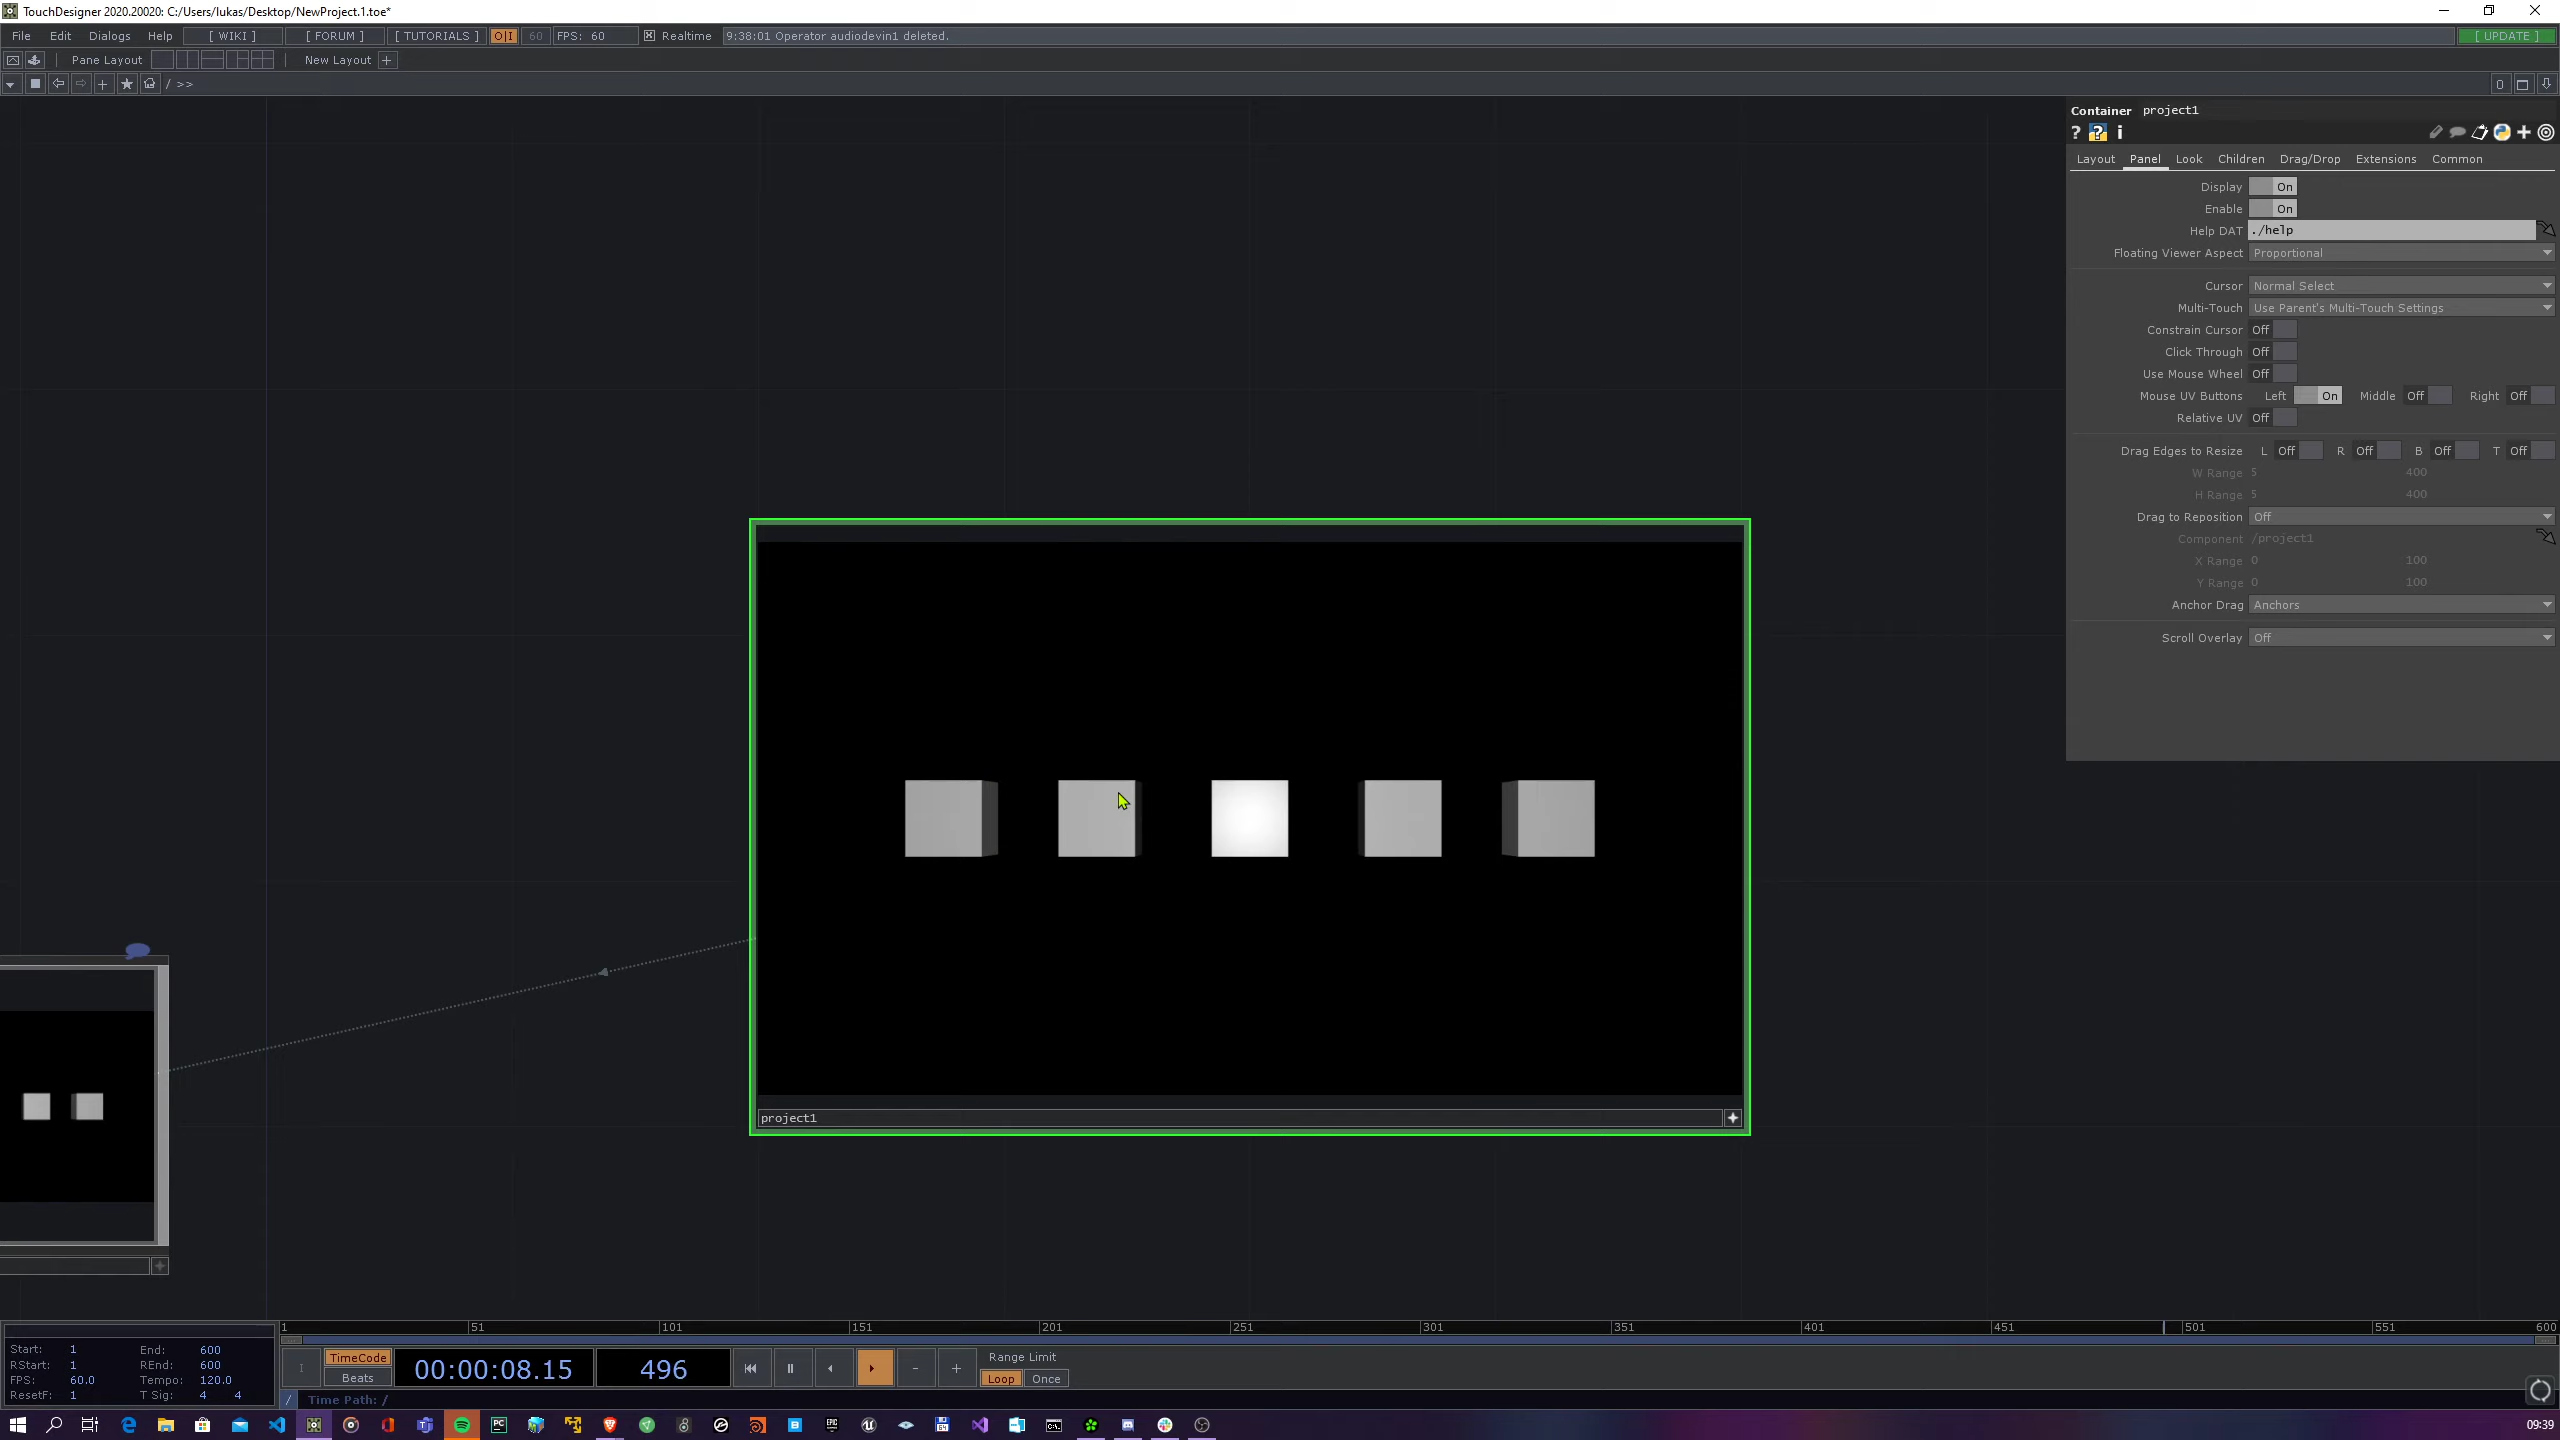 TouchDesigner 2020.20020: C:/Users/lukas/Desktop/NewProject.1.toe*
File Edit Dialogs Help [ WIKI ] [ FORUM ] [ TUTORIALS ] O|I 60 FPS: 60 Realtime 9:38:01 Operator audiodevin1 deleted. [ UPDATE ]
Pane Layout New Layout +
/ >> 0
Container project1
? ? i
Layout Panel Look Children Drag/Drop Extensions Common
Display On
Enable On
Help DAT ./help
Floating Viewer Aspect Proportional
Cursor Normal Select
Multi-Touch Use Parent's Multi-Touch Settings
Constrain Cursor Off
Click Through Off
Use Mouse Wheel Off
Mouse UV Buttons Left On Middle Off Right Off
Relative UV Off
Drag Edges to Resize L Off R Off B Off T Off
W Range 5 400
H Range 5 400
Drag to Reposition Off
Component /project1
X Range 0 100
Y Range 0 100
Anchor Drag Anchors
Scroll Overlay Off
project1
1 51 101 151 201 251 301 351 401 451 501 551 600
Start: 1 End: 600
RStart: 1 REnd: 600
FPS: 60.0 Tempo: 120.0
ResetF: 1 T Sig: 4 4
TimeCode
Beats
00:00:08.15 496
Range Limit
Loop Once
/ Time Path: /
09:39